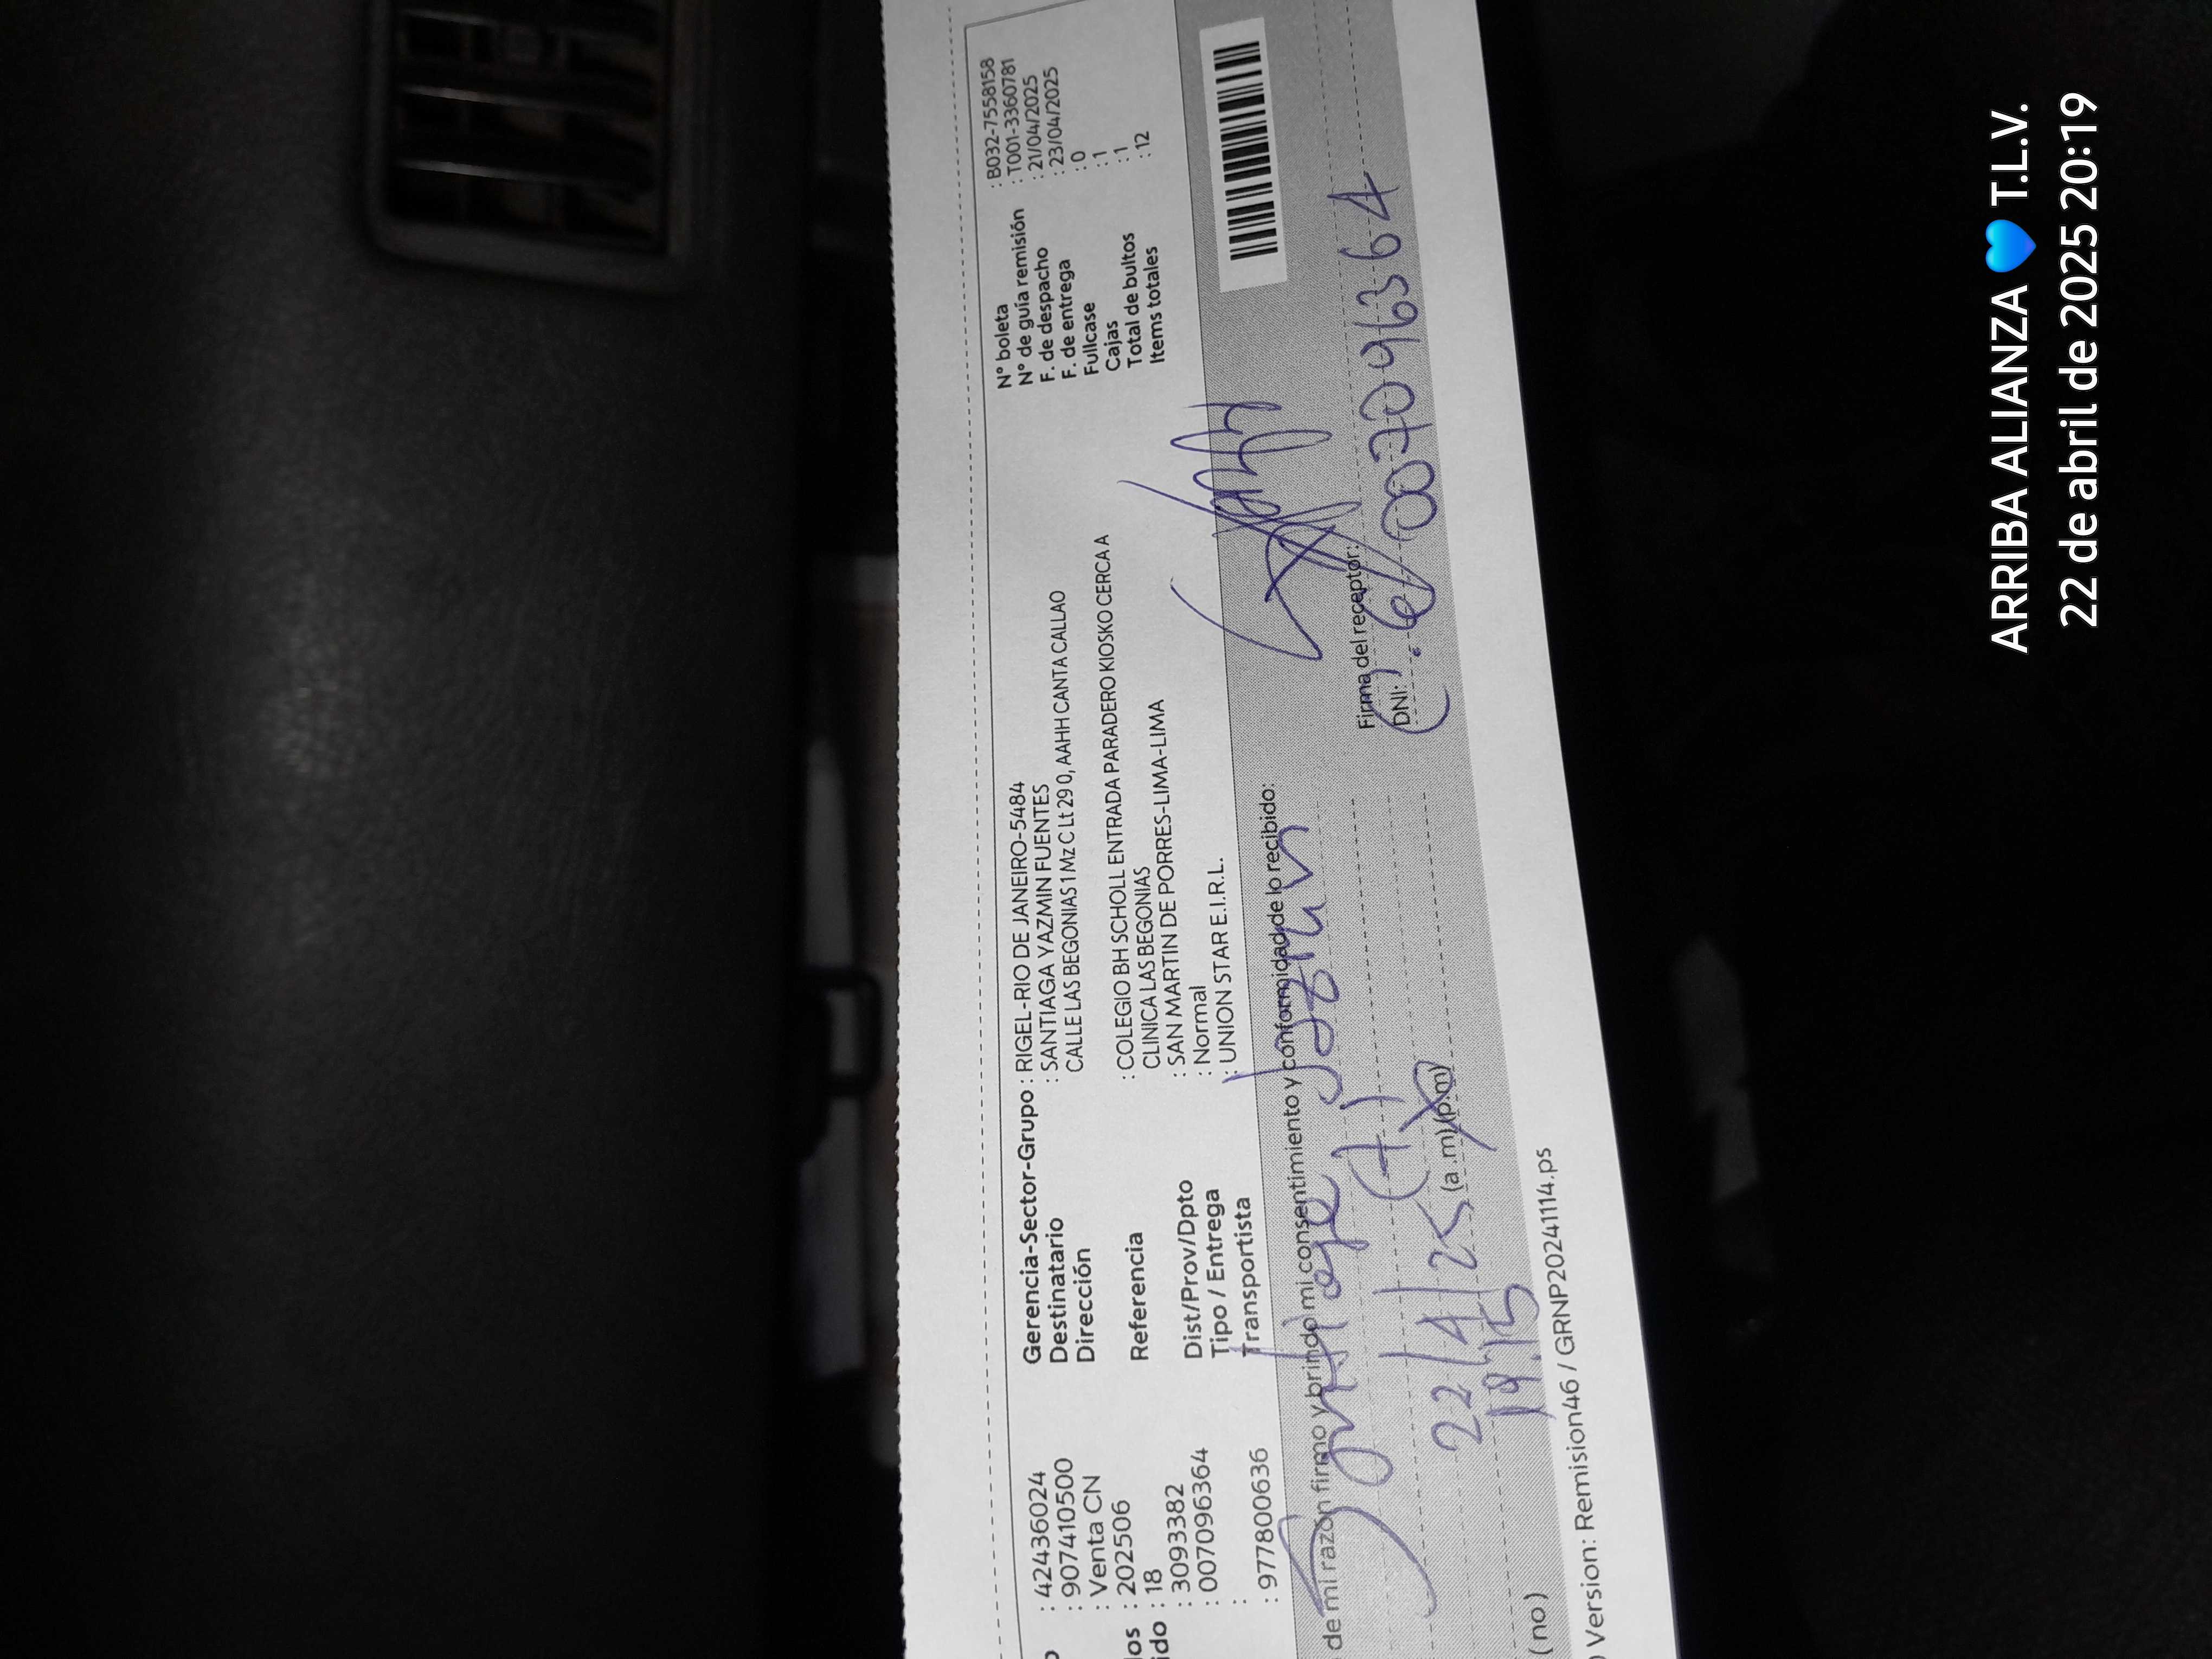 : 42436024
: 907410500
: Venta CN
: 202506
: 18
: 3093382
: 007096364
:
: 977800636
Gerencia-Sector-Grupo : RIGEL-RIO DE JANEIRO-5484
Destinatario : SANTIAGA YAZMIN FUENTES
Dirección CALLE LAS BEGONIAS 1 Mz C Lt 29 0, AAHH CANTA CALLAO
Referencia : COLEGIO BH SCHOLL ENTRADA PARADERO KIOSKO CERCA A
CLINICA LAS BEGONIAS
Dist/Prov/Dpto : SAN MARTIN DE PORRES-LIMA-LIMA
Tipo / Entrega : Normal
Transportista : UNION STAR E.I.R.L.
N° boleta : B032-7558158
N° de guía remisión : T001-3360781
F. de despacho : 21/04/2025
F. de entrega : 23/04/2025
Fullcase : 0
Cajas : 1
Total de bultos : 1
Items totales : 12
de mi razón firmo y brindo mi consentimiento y conformidad de lo recibido:
(T)
22/4/25 (a .m) (p.m)
19:15
Firma del receptor:
DNI: 007096364
(no)
Version: Remision46 / GRNP20241114.ps
ARRIBA ALIANZA 💙 T.L.V.
22 de abril de 2025 20:19